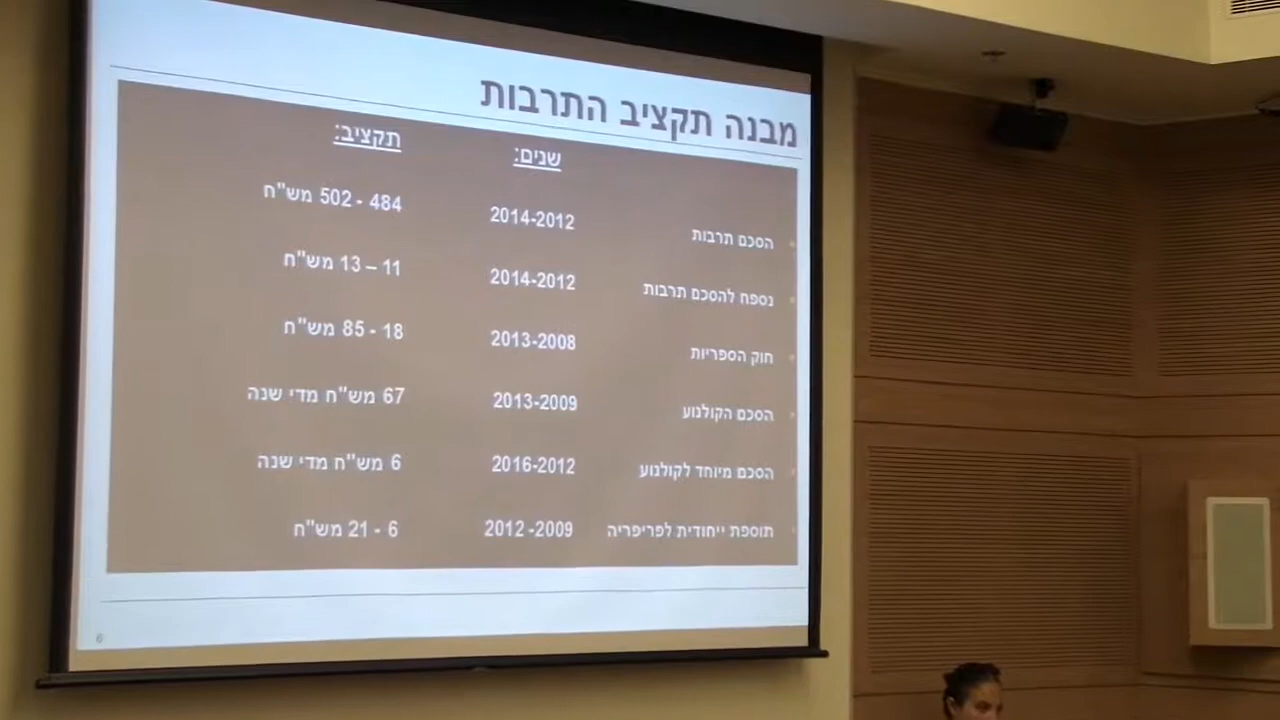 מבנה תקציב התרבות
שנים: תקציב:
הסכם תרבות 2014-2012 484 - 502 מש"ח
נספח להסכם תרבות 2014-2012 11 – 13 מש"ח
חוק הספריות 2013-2008 18 - 85 מש"ח
הסכם הקולנוע 2013-2009 67 מש"ח מדי שנה
הסכם מיוחד לקולנוע 2016-2012 6 מש"ח מדי שנה
תוספת ייחודית לפריפריה 2012 -2009 6 - 21 מש"ח